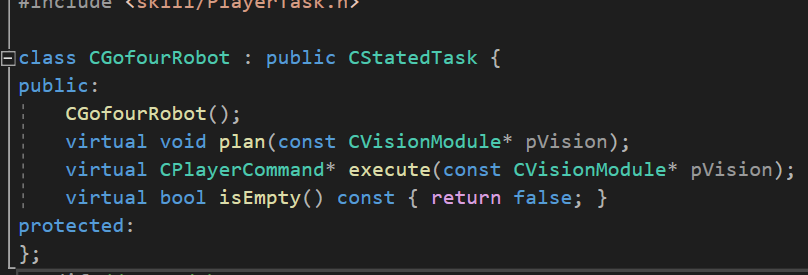 #include <skill/PlayerTask.h>
class CGofourRobot : public CStatedTask {
public:
CGofourRobot();
virtual void plan(const CVisionModule* pVision);
virtual CPlayerCommand* execute(const CVisionModule* pVision);
virtual bool isEmpty() const { return false; }
protected:
};